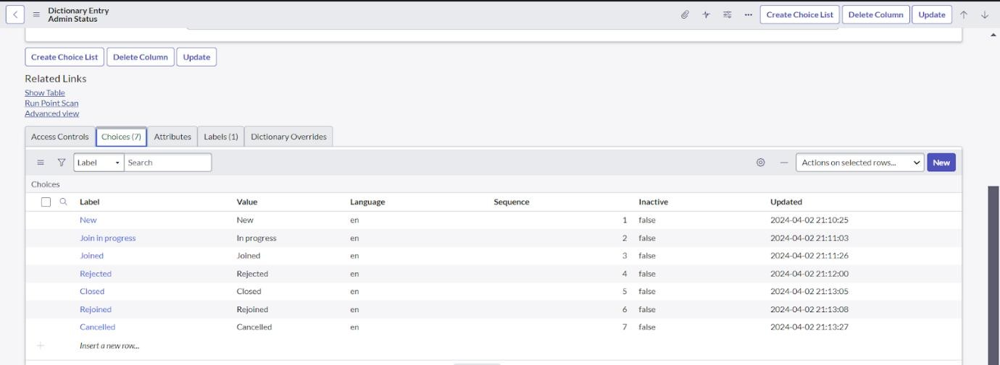 Dictionary Entry
Admin Status
Create Choice List Delete Column Update
Create Choice List Delete Column Update
Related Links
Show Table
Run Point Scan
Advanced view
Access Controls Choices (7) Attributes Labels (1) Dictionary Overrides
Label Search Actions on selected rows... New
Choices
Label Value Language Sequence Inactive Updated
New New en 1 false 2024-04-02 21:10:25
Join in progress In progress en 2 false 2024-04-02 21:11:03
Joined Joined en 3 false 2024-04-02 21:11:26
Rejected Rejected en 4 false 2024-04-02 21:12:00
Closed Closed en 5 false 2024-04-02 21:13:05
Rejoined Rejoined en 6 false 2024-04-02 21:13:08
Cancelled Cancelled en 7 false 2024-04-02 21:13:27
Insert a new row...